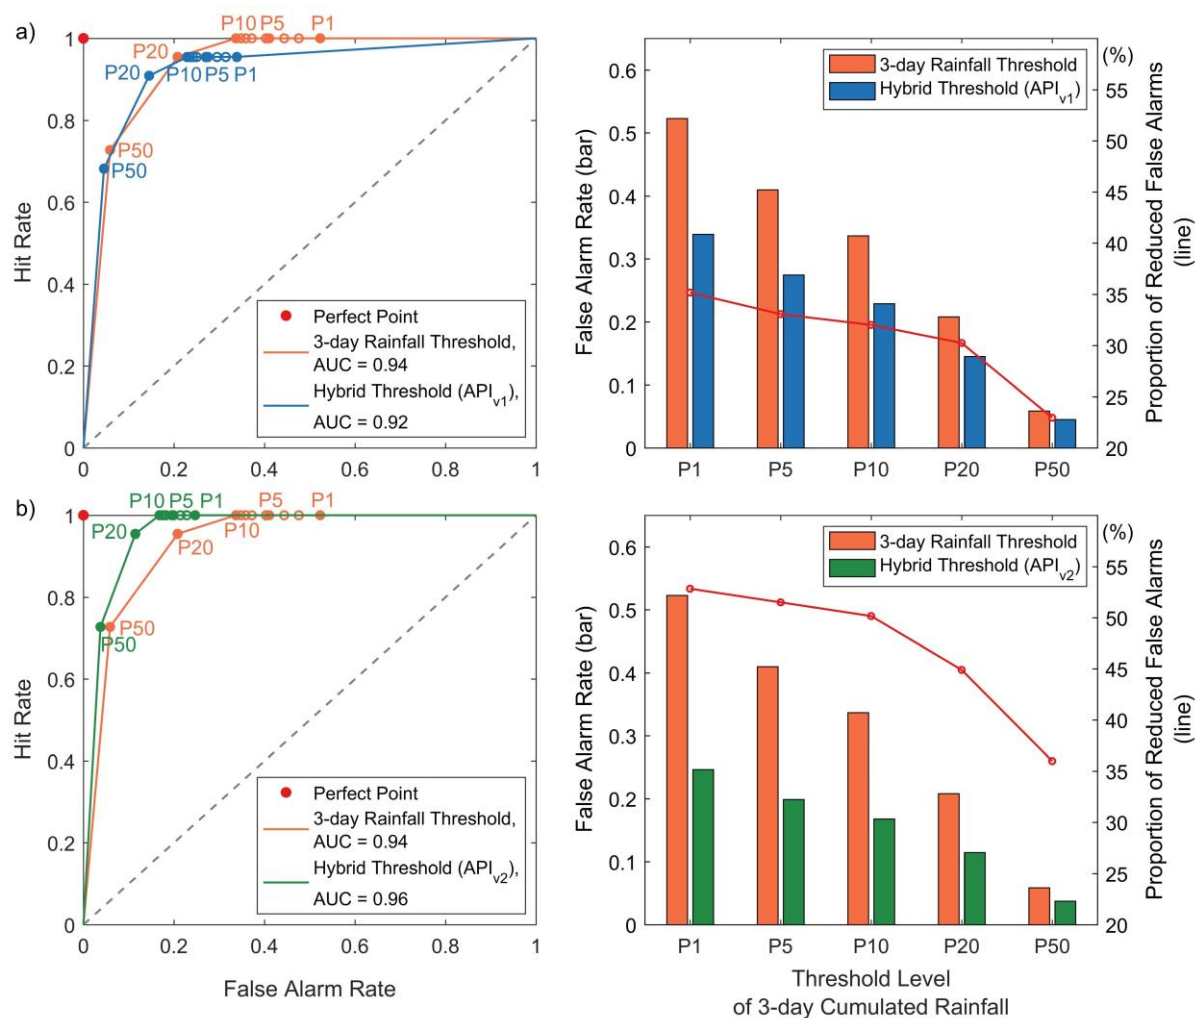 a)
P10 P5 P1
P20
P20 P10 P5 P1
P50
P50
1
0.8
0.6
0.4
0.2
0
Hit Rate
0 0.2 0.4 0.6 0.8 1
Perfect Point
3-day Rainfall Threshold,
AUC = 0.94
Hybrid Threshold (APIv1),
AUC = 0.92
0.6
0.5
0.4
0.3
0.2
0.1
0
False Alarm Rate (bar)
3-day Rainfall Threshold
Hybrid Threshold (APIv1)
(%)
55
50
45
40
35
30
25
20
Proportion of Reduced False Alarms
(line)
P1 P5 P10 P20 P50
b)
P10 P5 P1 P5 P1
P20 P10
P20
P50
P50
1
0.8
0.6
0.4
0.2
0
Hit Rate
0 0.2 0.4 0.6 0.8 1
False Alarm Rate
Perfect Point
3-day Rainfall Threshold,
AUC = 0.94
Hybrid Threshold (APIv2),
AUC = 0.96
0.6
0.5
0.4
0.3
0.2
0.1
0
False Alarm Rate (bar)
3-day Rainfall Threshold
Hybrid Threshold (APIv2)
(%)
55
50
45
40
35
30
25
20
Proportion of Reduced False Alarms
(line)
P1 P5 P10 P20 P50
Threshold Level
of 3-day Cumulated Rainfall